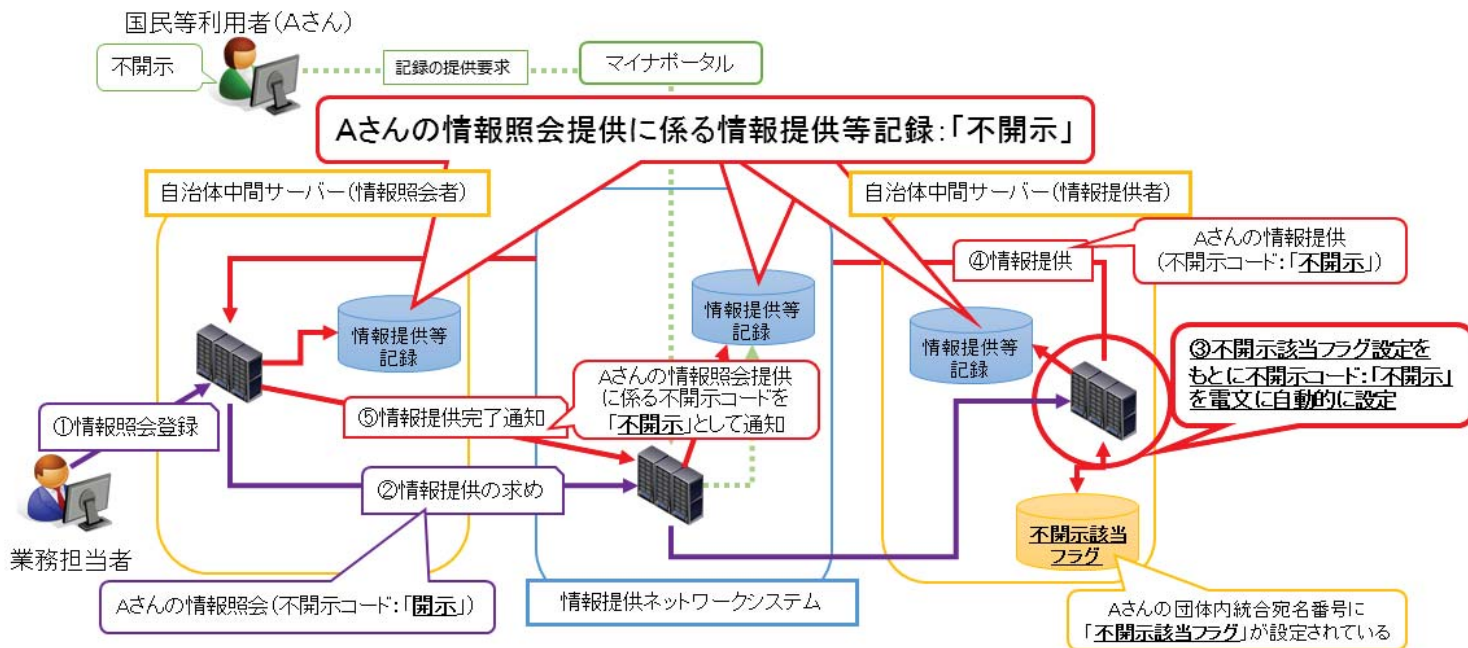 国民等利用者(Aさん)
不開示
記録の提供要求
マイナポータル
Aさんの情報照会提供に係る情報提供等記録:「不開示」
自治体中間サーバー(情報照会者)
自治体中間サーバー(情報提供者)
④情報提供
Aさんの情報提供
(不開示コード:「不開示」)
情報提供等
記録
情報提供等
記録
情報提供等
記録
③不開示該当フラグ設定を
もとに不開示コード:「不開示」
を電文に自動的に設定
①情報照会登録
⑤情報提供完了通知
Aさんの情報照会提供
に係る不開示コードを
「不開示」として通知
②情報提供の求め
業務担当者
不開示該当
フラグ
Aさんの情報照会(不開示コード:「開示」)
情報提供ネットワークシステム
Aさんの団体内統合宛名番号に
「不開示該当フラグ」が設定されている